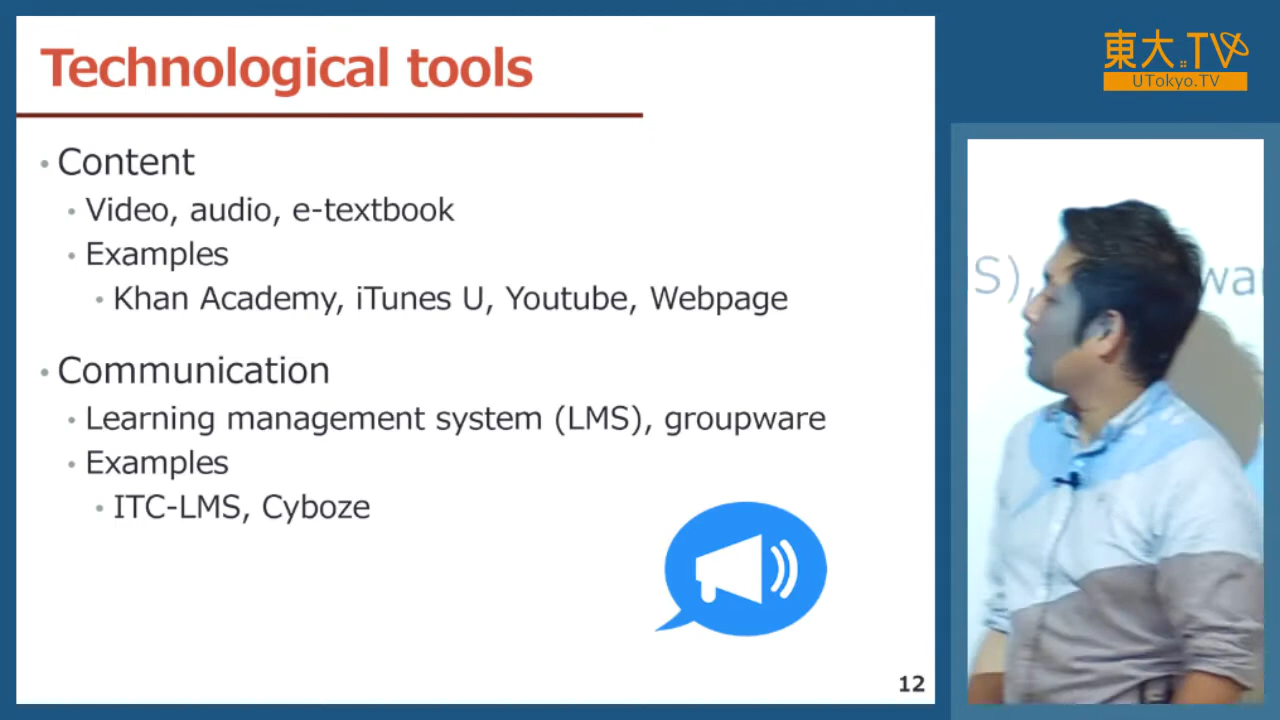 Technological tools
東大.TV
UTokyo.TV
• Content
• Video, audio, e-textbook
• Examples
• Khan Academy, iTunes U, Youtube, Webpage
• Communication
• Learning management system (LMS), groupware
• Examples
• ITC-LMS, Cyboze
12
S),
wa